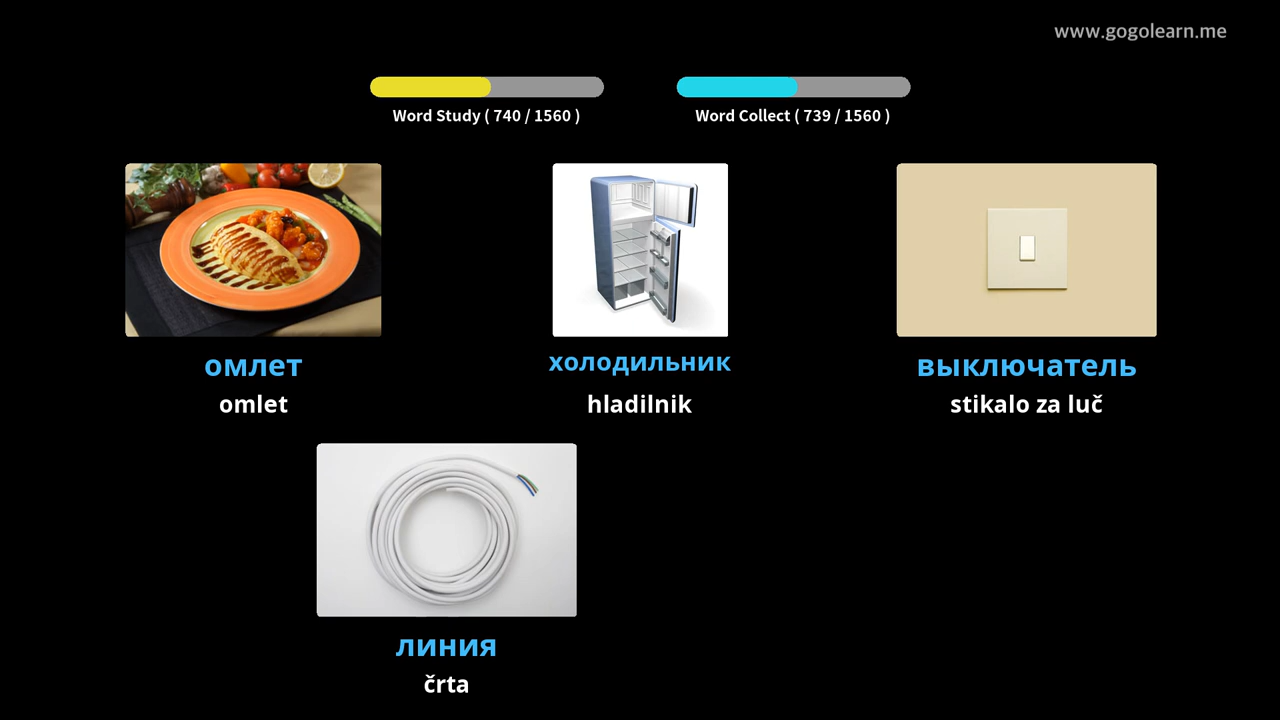 www.gogolearn.me
Word Study ( 740 / 1560 )
Word Collect ( 739 / 1560 )
омлет
omlet
холодильник
hladilnik
выключатель
stikalo za luč
линия
črta